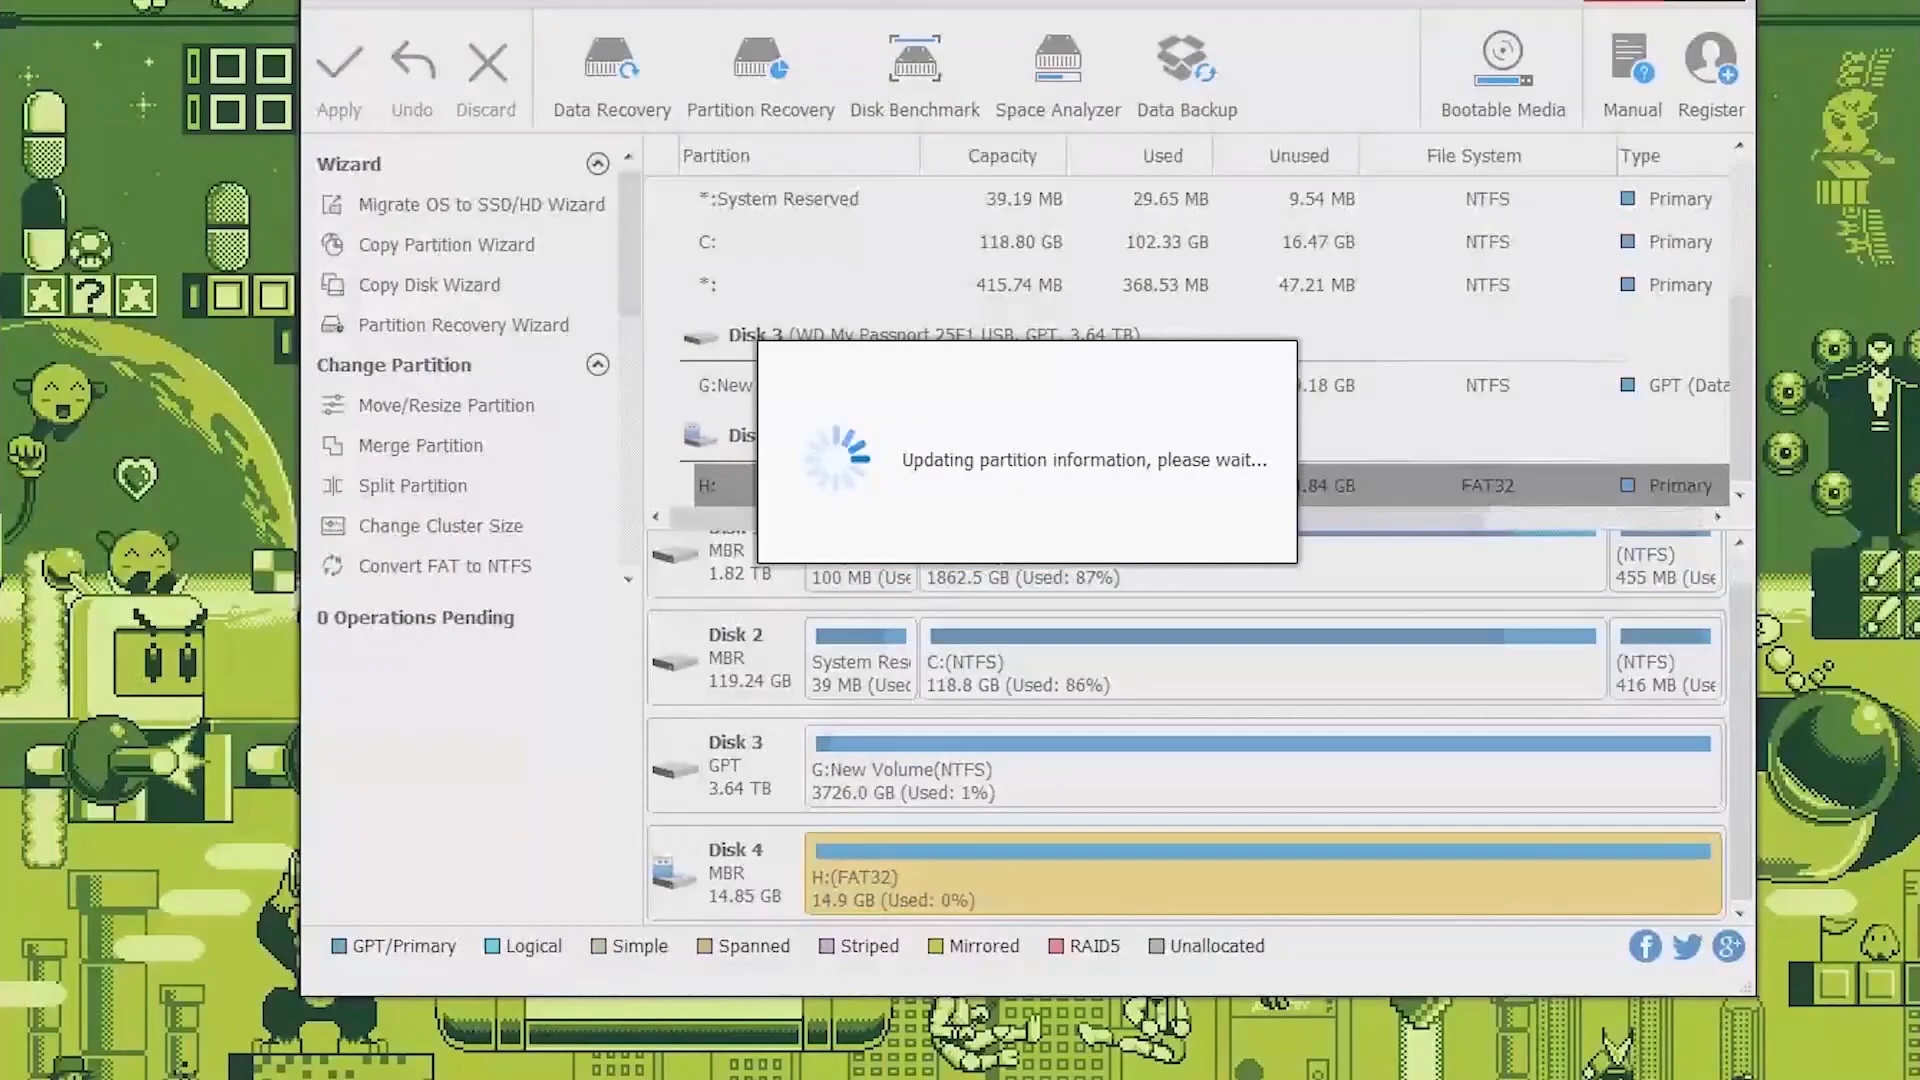 Apply
Undo
Discard
Data Recovery
Partition Recovery
Disk Benchmark
Space Analyzer
Data Backup
Bootable Media
Manual
Register
Wizard
Migrate OS to SSD/HD Wizard
Copy Partition Wizard
Copy Disk Wizard
Partition Recovery Wizard
Change Partition
Move/Resize Partition
Merge Partition
Split Partition
Change Cluster Size
Convert FAT to NTFS
0 Operations Pending
Partition Capacity Used Unused File System Type
*:System Reserved 39.19 MB 29.65 MB 9.54 MB NTFS Primary
C: 118.80 GB 102.33 GB 16.47 GB NTFS Primary
*: 415.74 MB 368.53 MB 47.21 MB NTFS Primary
Disk 3 (WD My Passport 25E1 USB, GPT, 3.64 TB)
G:New .18 GB NTFS GPT (Data
Dis
H: .84 GB FAT32 Primary
Updating partition information, please wait...
MBR
1.82 TB
100 MB (Use
1862.5 GB (Used: 87%)
(NTFS)
455 MB (Use
Disk 2
MBR
119.24 GB
System Res
39 MB (Used
C:(NTFS)
118.8 GB (Used: 86%)
(NTFS)
416 MB (Use
Disk 3
GPT
3.64 TB
G:New Volume(NTFS)
3726.0 GB (Used: 1%)
Disk 4
MBR
14.85 GB
H:(FAT32)
14.9 GB (Used: 0%)
GPT/Primary Logical Simple Spanned Striped Mirrored RAID5 Unallocated